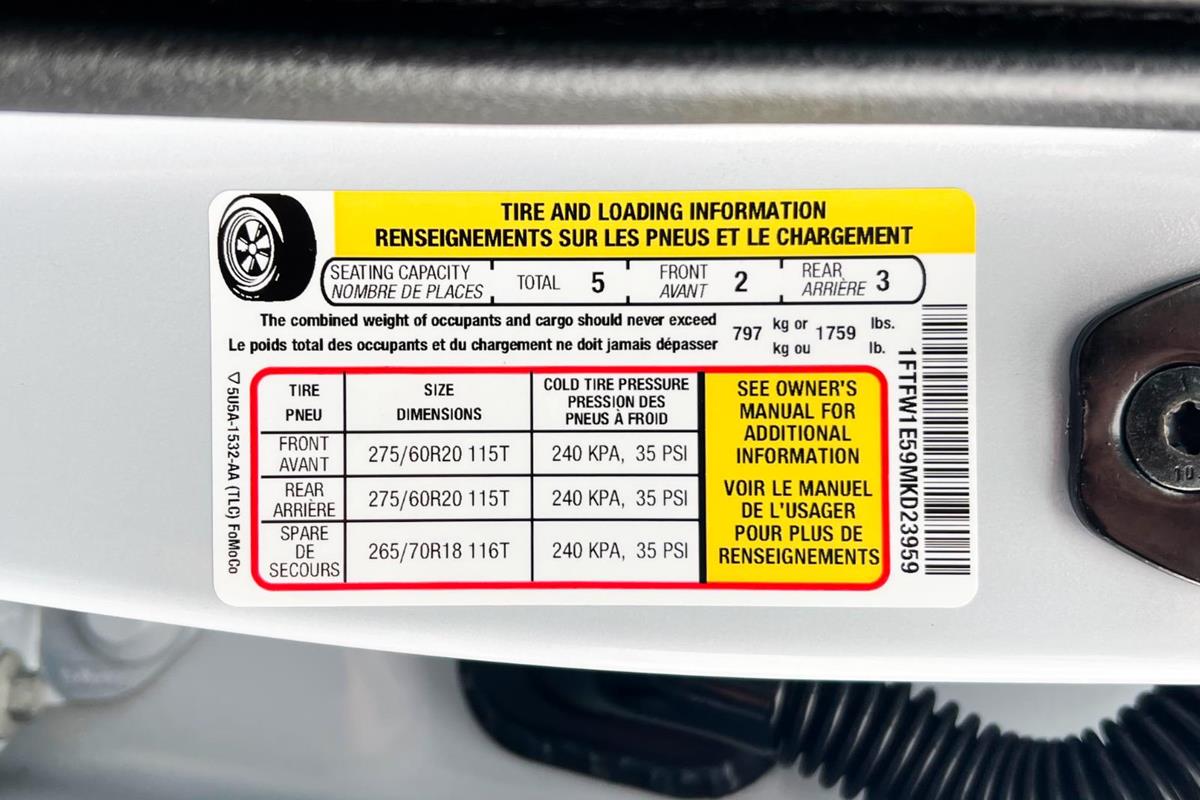 TIRE AND LOADING INFORMATION
RENSEIGNEMENTS SUR LES PNEUS ET LE CHARGEMENT
SEATING CAPACITY TOTAL 5 FRONT 2 REAR 3
NOMBRE DE PLACES AVANT ARRIÈRE
The combined weight of occupants and cargo should never exceed 797 kg or 1759 lbs.
Le poids total des occupants et du chargement ne doit jamais dépasser kg ou lb.
TIRE SIZE COLD TIRE PRESSURE
PNEU DIMENSIONS PRESSION DES
PNEUS À FROID
FRONT
AVANT 275/60R20 115T 240 KPA, 35 PSI
REAR
ARRIÈRE 275/60R20 115T 240 KPA, 35 PSI
SPARE
DE
SECOURS 265/70R18 116T 240 KPA, 35 PSI
SEE OWNER'S
MANUAL FOR
ADDITIONAL
INFORMATION
VOIR LE MANUEL
DE L'USAGER
POUR PLUS DE
RENSEIGNEMENTS
5U5A-1532-AA (TLC) FoMoCo
1FTFW1E59MKD23959